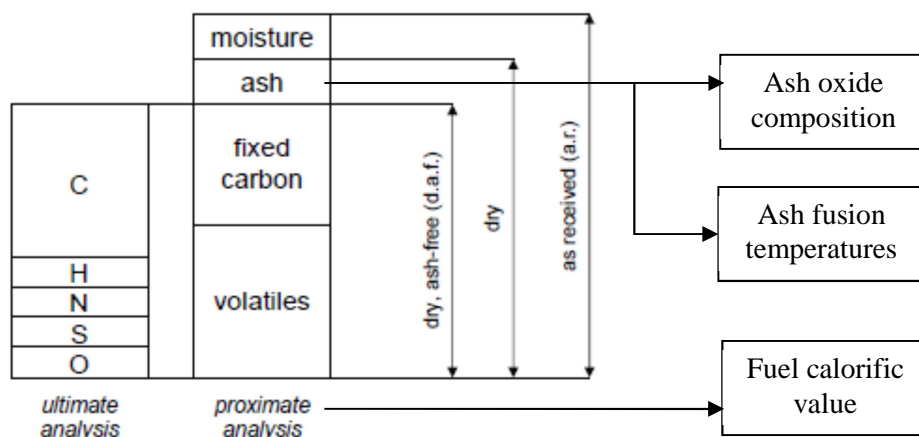 moisture
ash
fixed
carbon
volatiles
C
H
N
S
O
dry, ash-free (d.a.f.)
dry
as received (a.r.)
ultimate
analysis
proximate
analysis
Ash oxide
composition
Ash fusion
temperatures
Fuel calorific
value